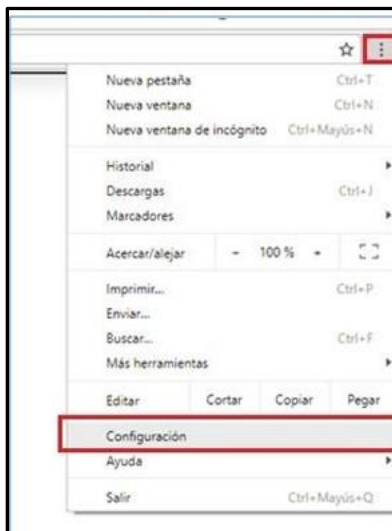 Nueva pestaña Ctrl+T
Nueva ventana Ctrl+N
Nueva ventana de incógnito Ctrl+Mayús+N
Historial
Descargas Ctrl+J
Marcadores
Acercar/alejar - 100 % +
Imprimir... Ctrl+P
Enviar...
Buscar... Ctrl+F
Más herramientas
Editar Cortar Copiar Pegar
Configuración
Ayuda
Salir Ctrl+Mayús+Q